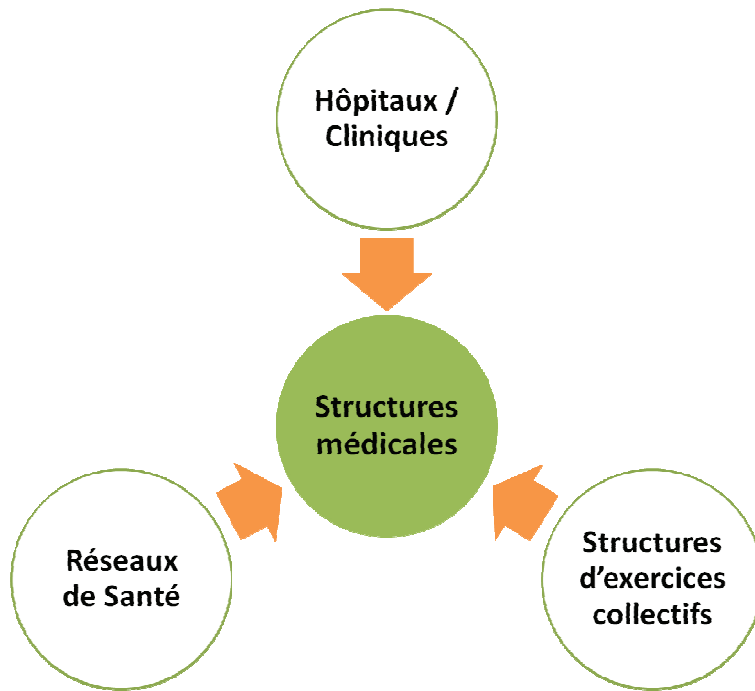 Hôpitaux /
Cliniques
Structures
médicales
Réseaux
de Santé
Structures
d’exercices
collectifs